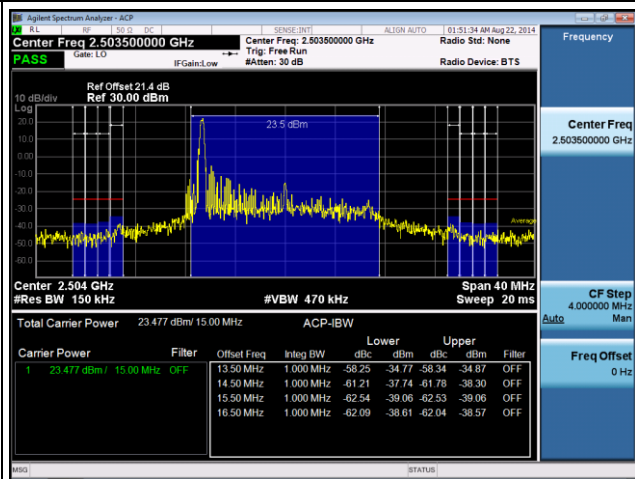 Agilent Spectrum Analyzer - ACP
RL RF 50 Ω DC SENSE:INT ALIGN AUTO 01:51:34 AM Aug 22, 2014
Center Freq 2.503500000 GHz Center Freq: 2.503500000 GHz Radio Std: None
PASS Gate: LO IFGain:Low Trig: Free Run
#Atten: 30 dB Radio Device: BTS
Frequency
Ref Offset 21.4 dB
10 dB/div Ref 30.00 dBm
Log
20.0
10.0
0.00
-10.0
-20.0
-30.0
-40.0
-50.0
-60.0
23.5 dBm
Average
Center 2.504 GHz Span 40 MHz
#Res BW 150 kHz #VBW 470 kHz Sweep 20 ms
Total Carrier Power 23.477 dBm/ 15.00 MHz ACP-IBW
Lower Upper
Carrier Power Filter Offset Freq Integ BW dBc dBm dBc dBm Filter
1 23.477 dBm / 15.00 MHz OFF 13.50 MHz 1.000 MHz -58.25 -34.77 -58.34 -34.87 OFF
14.50 MHz 1.000 MHz -61.21 -37.74 -61.78 -38.30 OFF
15.50 MHz 1.000 MHz -62.54 -39.06 -62.53 -39.06 OFF
16.50 MHz 1.000 MHz -62.09 -38.61 -62.04 -38.57 OFF
Center Freq
2.503500000 GHz
CF Step
4.000000 MHz
Auto Man
Freq Offset
0 Hz
MSG STATUS